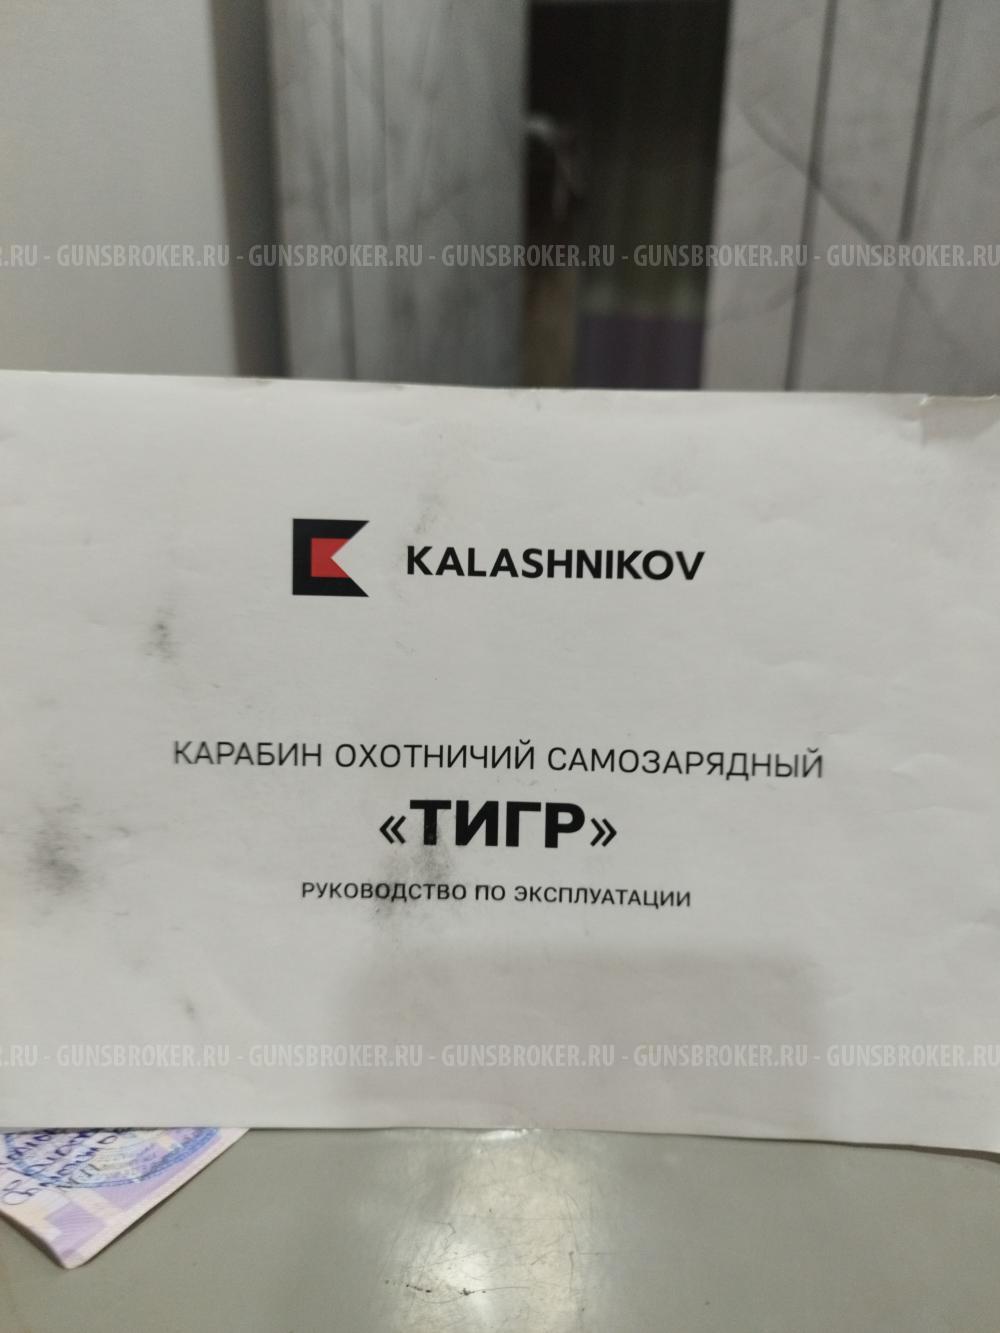 .RU - GUNSBROKER.RU - GUNSBROKER.RU - GUNSBROKER.RU - GUNSBROKER.RU - GUNSBROKER.RU
KALASHNIKOV
КАРАБИН ОХОТНИЧИЙ САМОЗАРЯДНЫЙ
«ТИГР»
РУКОВОДСТВО ПО ЭКСПЛУАТАЦИИ
.RU - GUNSBROKER.RU - GUNSBROKER.RU - GUNSBROKER.RU - GUNSBROKER.RU - GUNSBROKER.RU